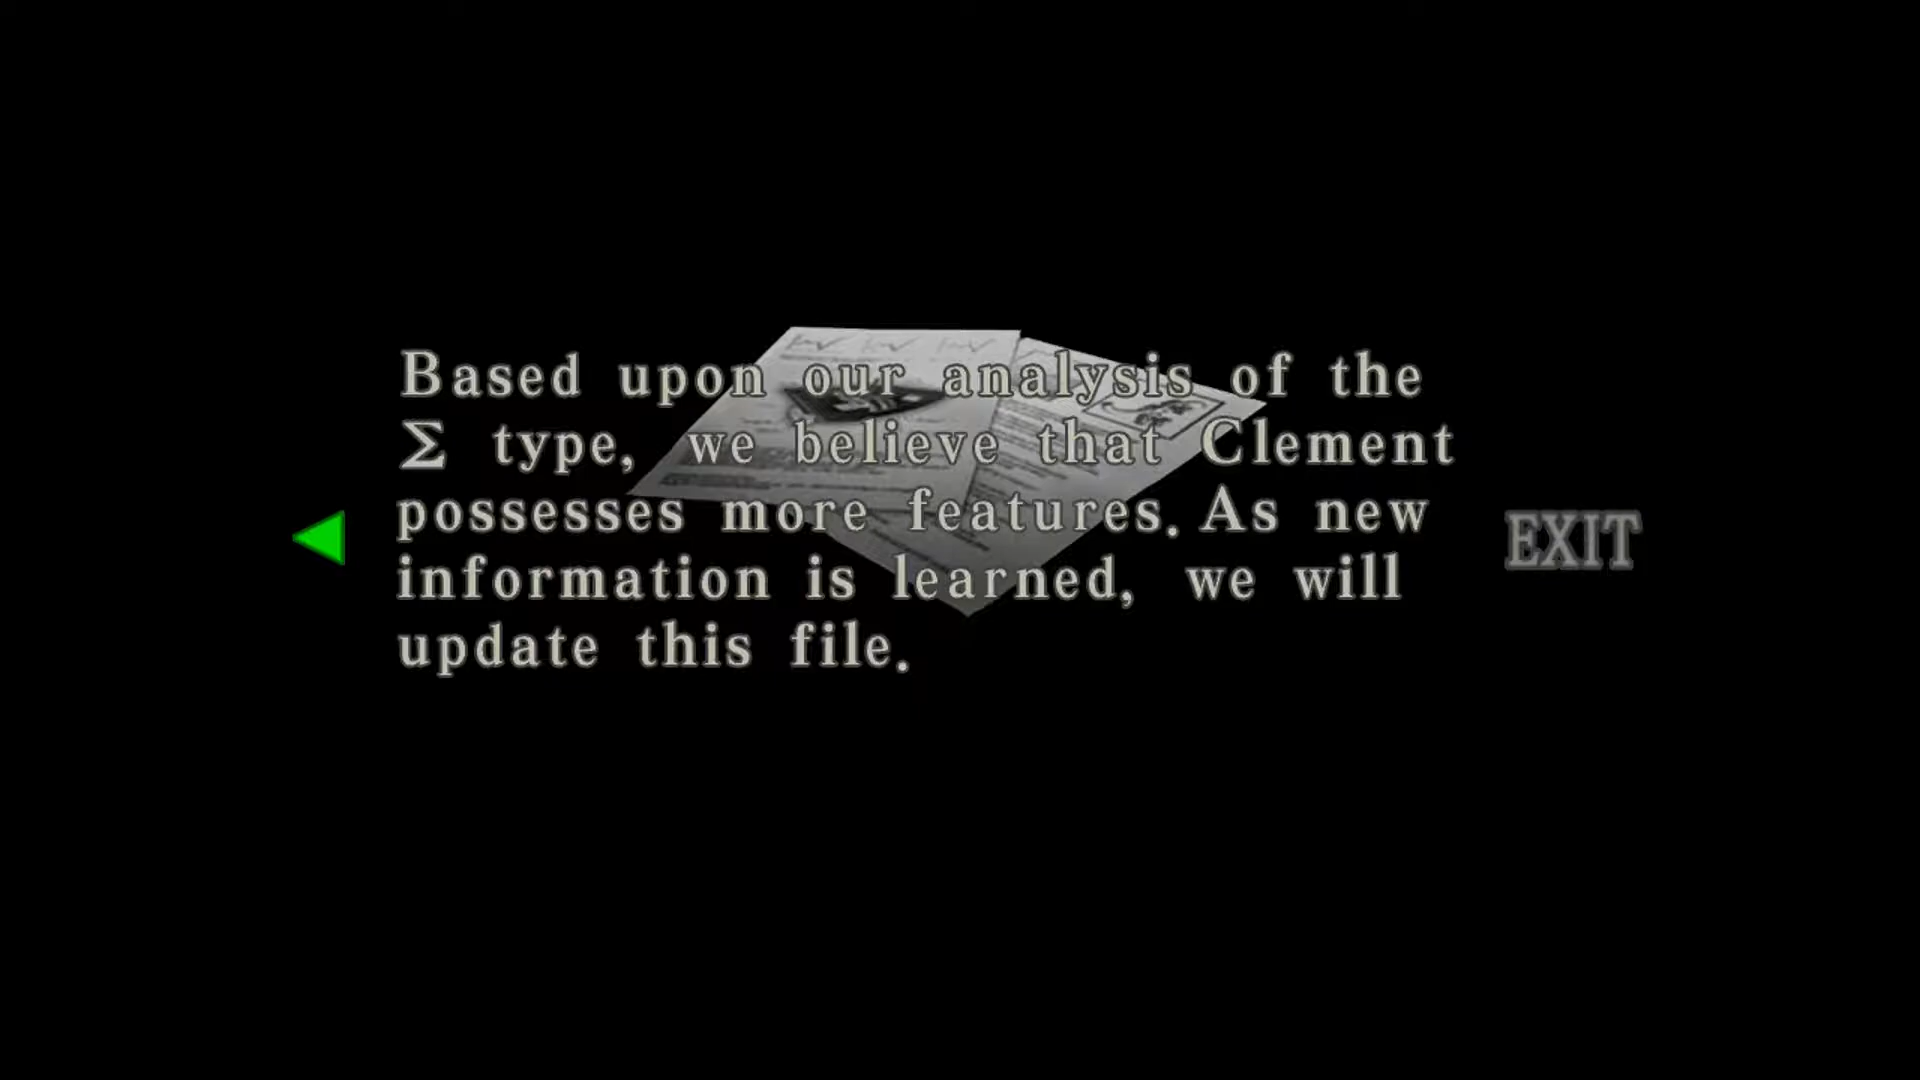 Based upon our analysis of the
Σ type, we believe that Clement
possesses more features. As new
information is learned, we will
update this file.
EXIT